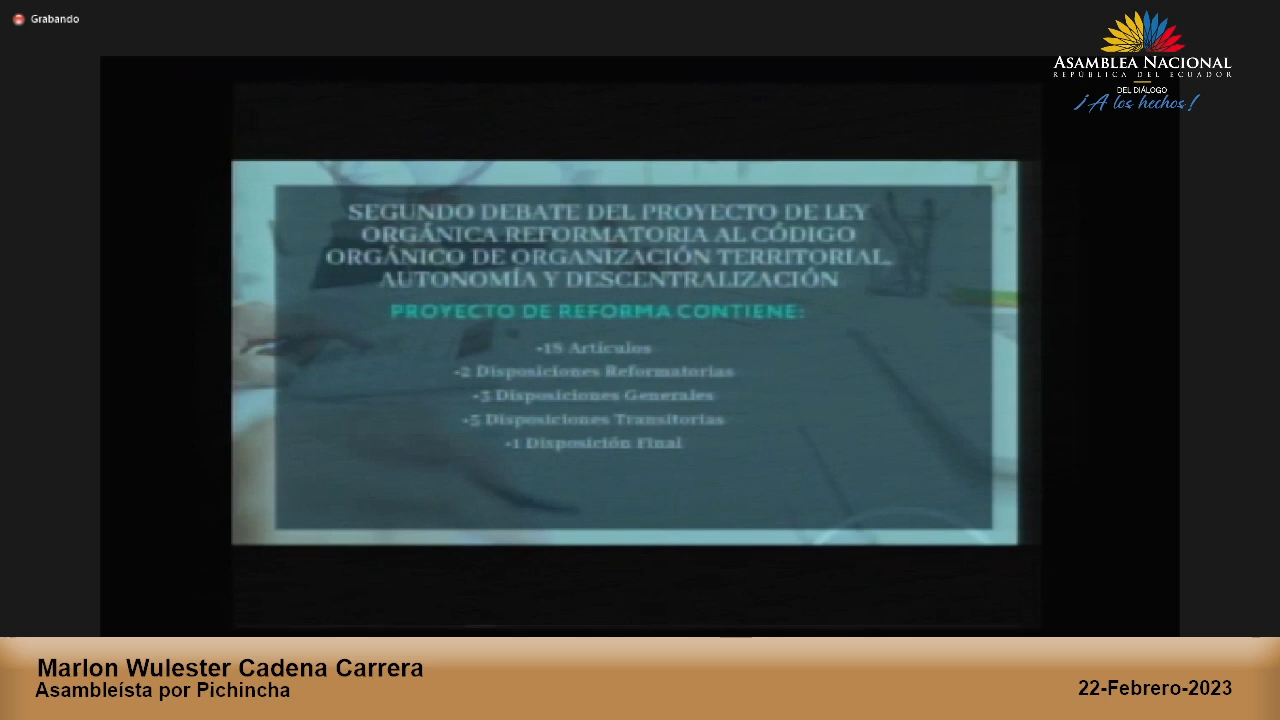 Grabando
ASAMBLEA NACIONAL
REPÚBLICA DEL ECUADOR
DEL DIÁLOGO
¡A los hechos!
SEGUNDO DEBATE DEL PROYECTO DE LEY
ORGÁNICA REFORMATORIA AL CÓDIGO
ORGÁNICO DE ORGANIZACIÓN TERRITORIAL,
AUTONOMÍA Y DESCENTRALIZACIÓN
PROYECTO DE REFORMA CONTIENE:
-18 Artículos
-2 Disposiciones Reformatorias
-3 Disposiciones Generales
-5 Disposiciones Transitorias
-1 Disposición Final
Marlon Wulester Cadena Carrera
Asambleísta por Pichincha
22-Febrero-2023